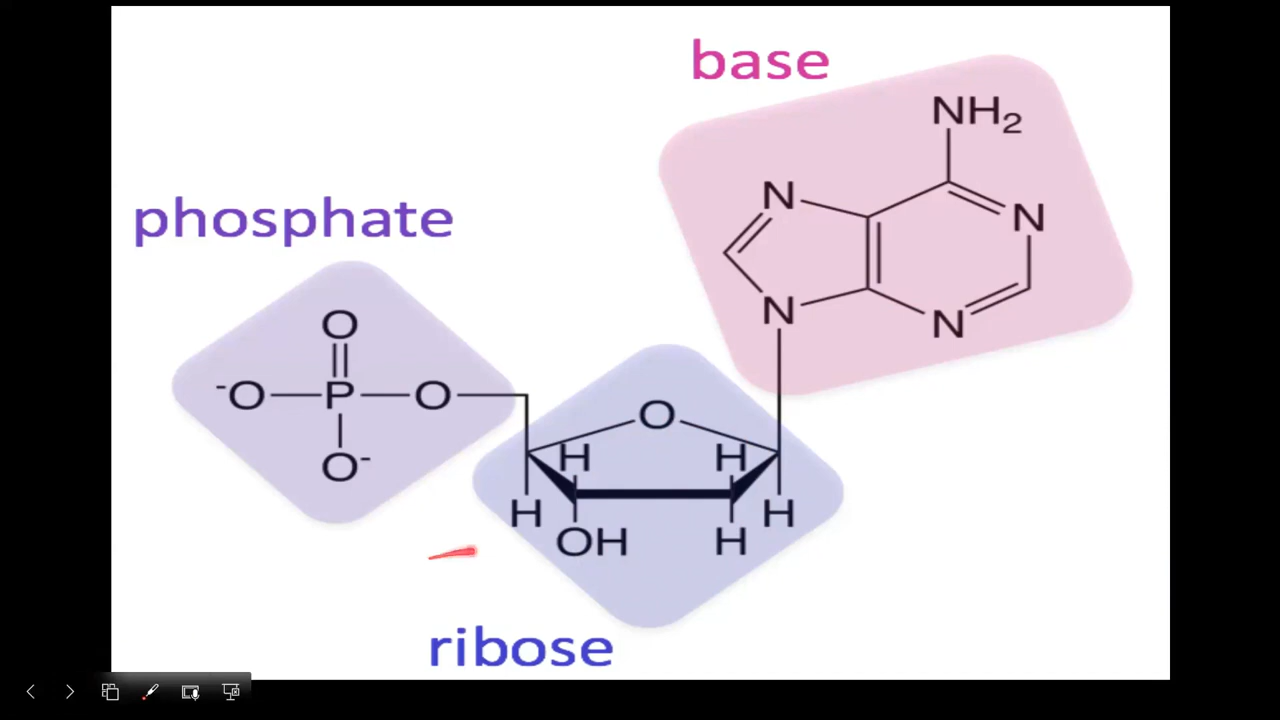 base
NH₂
N
N
phosphate
N
N
O
⁻O P O
O⁻
O
H H
H H
OH H
ribose